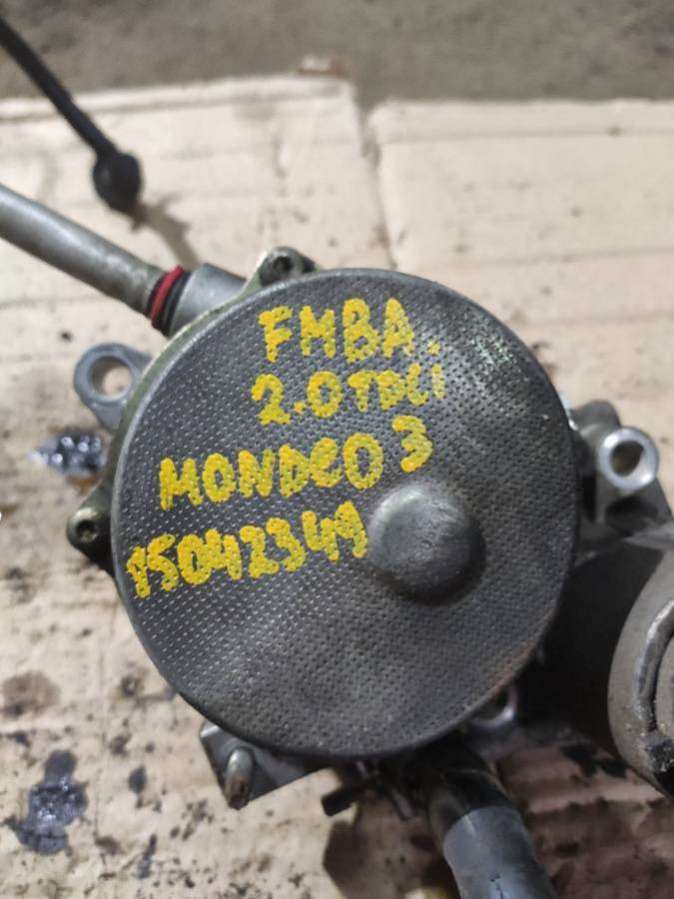 FMBA.
2.0TDCi
MONDEO 3
15042349